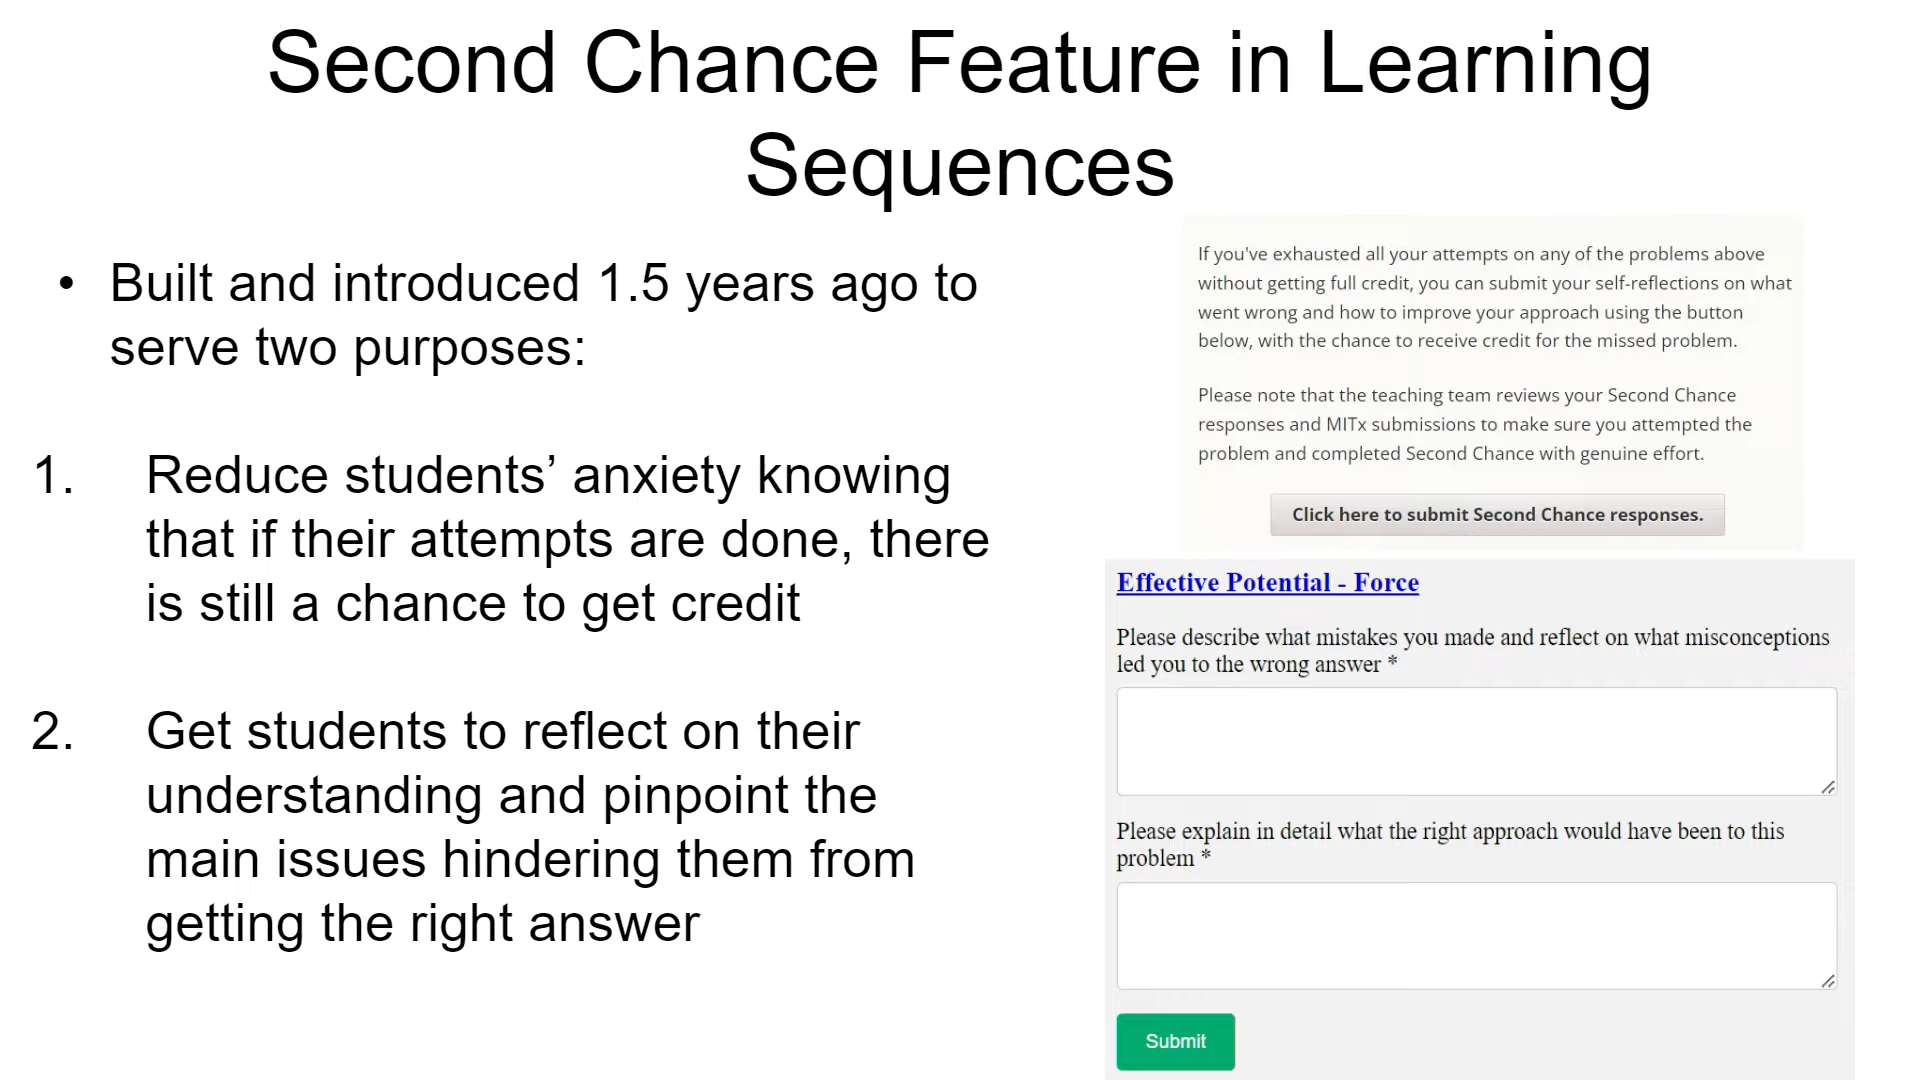 Second Chance Feature in Learning
Sequences
• Built and introduced 1.5 years ago to
serve two purposes:
1. Reduce students’ anxiety knowing
that if their attempts are done, there
is still a chance to get credit
2. Get students to reflect on their
understanding and pinpoint the
main issues hindering them from
getting the right answer
If you've exhausted all your attempts on any of the problems above
without getting full credit, you can submit your self-reflections on what
went wrong and how to improve your approach using the button
below, with the chance to receive credit for the missed problem.
Please note that the teaching team reviews your Second Chance
responses and MITx submissions to make sure you attempted the
problem and completed Second Chance with genuine effort.
Click here to submit Second Chance responses.
Effective Potential - Force
Please describe what mistakes you made and reflect on what misconceptions
led you to the wrong answer *
Please explain in detail what the right approach would have been to this
problem *
Submit